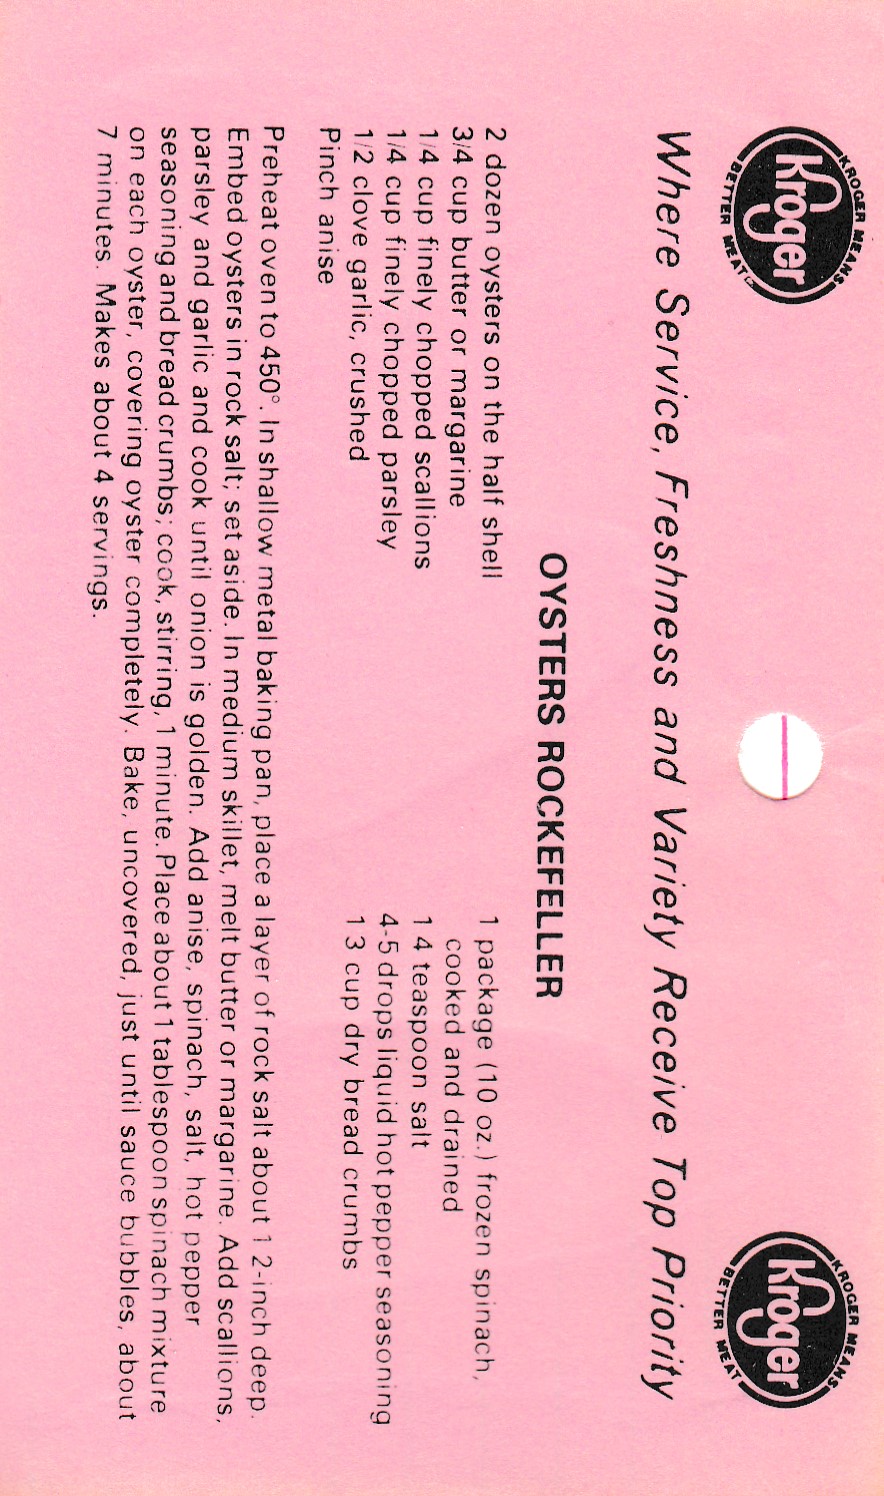 KROGER MEANS
Kroger
BETTER MEAT
KROGER MEANS
Kroger
BETTER MEAT
Where Service, Freshness and Variety Receive Top Priority
OYSTERS ROCKEFELLER
2 dozen oysters on the half shell
3/4 cup butter or margarine
1/4 cup finely chopped scallions
1/4 cup finely chopped parsley
1/2 clove garlic, crushed
Pinch anise
1 package (10 oz.) frozen spinach,
cooked and drained
1 4 teaspoon salt
4-5 drops liquid hot pepper seasoning
1 3 cup dry bread crumbs
Preheat oven to 450°. In shallow metal baking pan, place a layer of rock salt about 1 2-inch deep.
Embed oysters in rock salt; set aside. In medium skillet, melt butter or margarine. Add scallions,
parsley and garlic and cook until onion is golden. Add anise, spinach, salt, hot pepper
seasoning and bread crumbs; cook, stirring, 1 minute. Place about 1 tablespoon spinach mixture
on each oyster, covering oyster completely. Bake, uncovered, just until sauce bubbles, about
7 minutes. Makes about 4 servings.